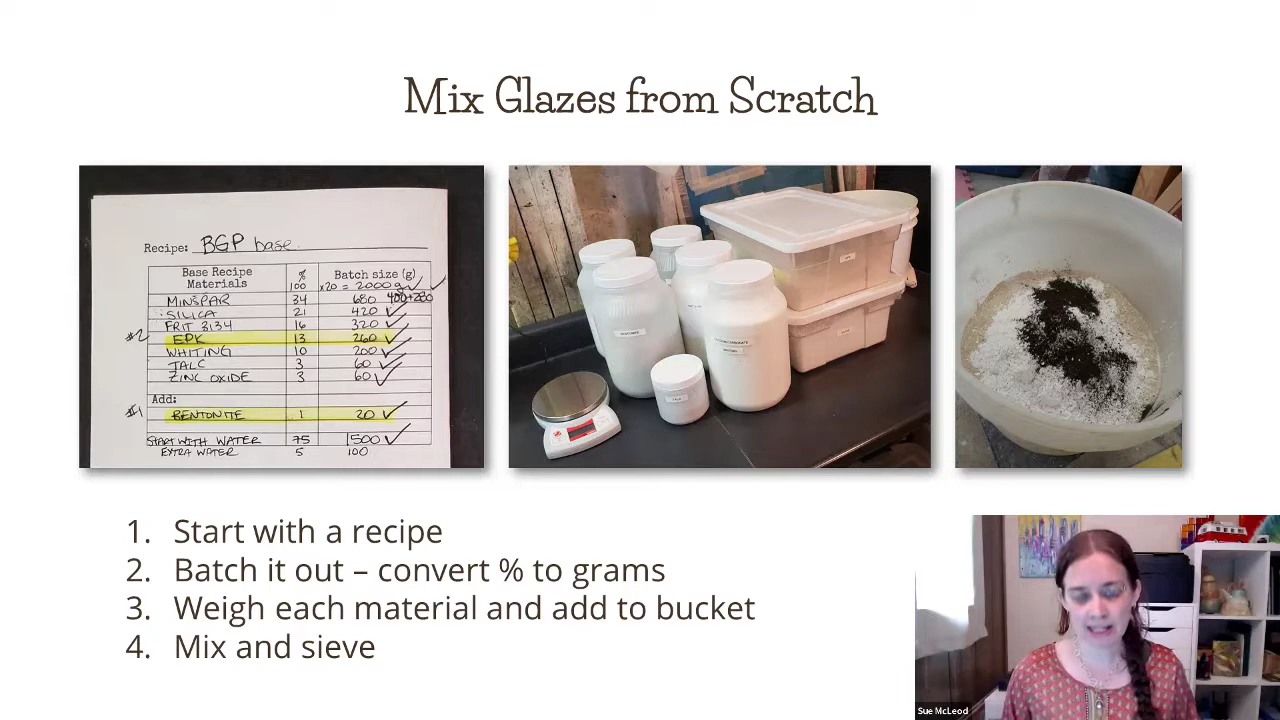 Mix Glazes from Scratch
Recipe: BGP base
Base Recipe Materials % 100 Batch size (g) x20 = 2000g
MINSPAR 34 680 400+280
SILICA 21 420
FRIT 3134 16 320
#2 EPK 13 260
WHITING 10 200
TALC 3 60
ZINC OXIDE 3 60
Add:
#1 BENTONITE 1 20
START WITH WATER 75 1500
EXTRA WATER 5 100
1. Start with a recipe
2. Batch it out – convert % to grams
3. Weigh each material and add to bucket
4. Mix and sieve
Sue McLeod